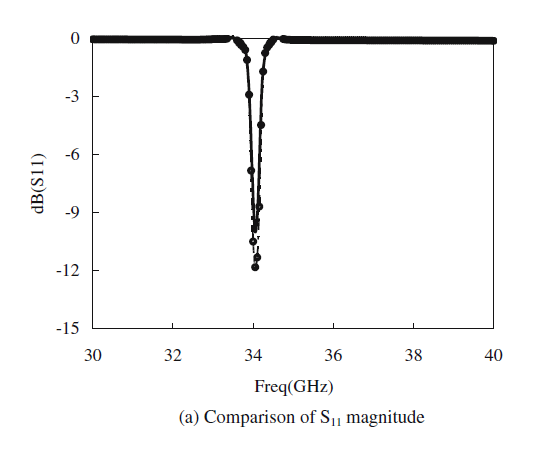 0
-3
-6
-9
-12
-15
dB(S11)
30 32 34 36 38 40
Freq(GHz)
(a) Comparison of S₁₁ magnitude